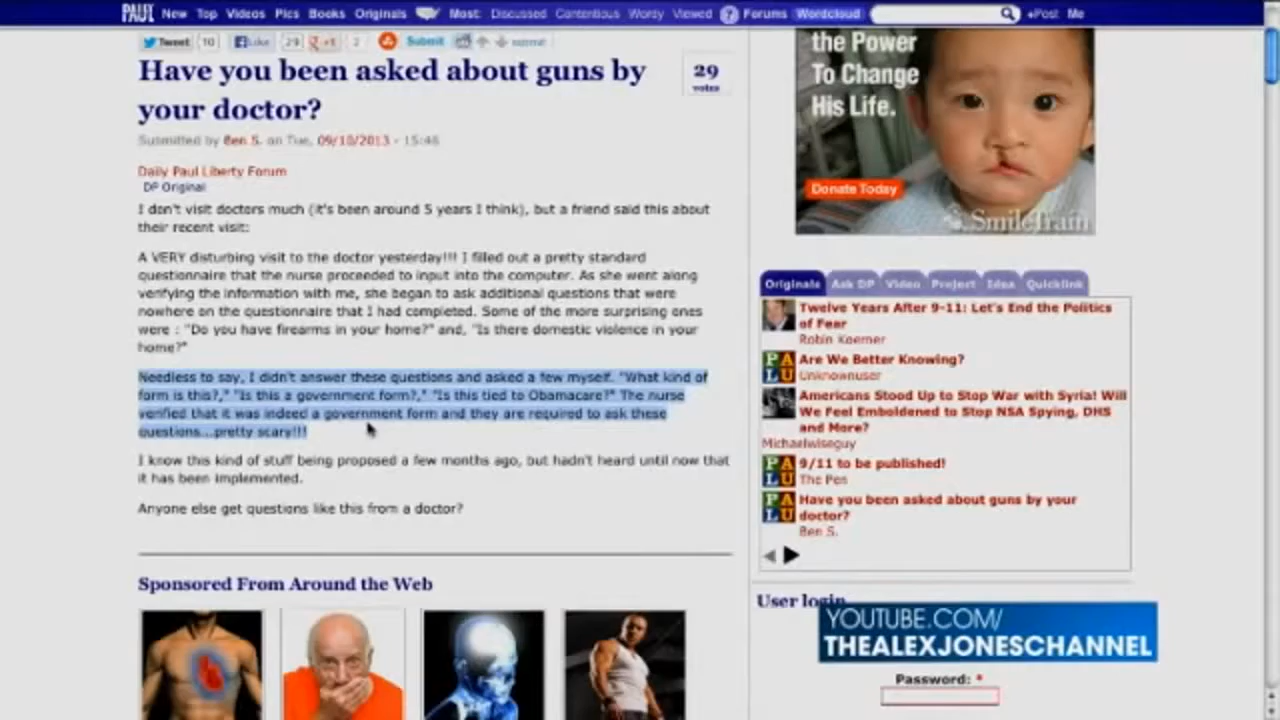 PAUL New Top Videos Pics Books Originals Most: Discussed Contentious Wordy Viewed Forums Wordcloud +Post Me
Tweet 10 Like 29 +1 2 Submit submit
Have you been asked about guns by
your doctor?
29
votes
Submitted by Ben S. on Tue, 09/10/2013 - 15:46
Daily Paul Liberty Forum
DP Original
I don't visit doctors much (it's been around 5 years I think), but a friend said this about
their recent visit:
A VERY disturbing visit to the doctor yesterday!!! I filled out a pretty standard
questionnaire that the nurse proceeded to input into the computer. As she went along
verifying the information with me, she began to ask additional questions that were
nowhere on the questionnaire that I had completed. Some of the more surprising ones
were : "Do you have firearms in your home?" and, "Is there domestic violence in your
home?"
Needless to say, I didn't answer these questions and asked a few myself. "What kind of
form is this?," "Is this a government form?," "Is this tied to Obamacare?" The nurse
verified that it was indeed a government form and they are required to ask these
questions...pretty scary!!!
I know this kind of stuff being proposed a few months ago, but hadn't heard until now that
it has been implemented.
Anyone else get questions like this from a doctor?
Sponsored From Around the Web
the Power
To Change
His Life.
Donate Today
SmileTrain
Originals Ask DP Video Project Idea Quicklink
Twelve Years After 9-11: Let's End the Politics
of Fear
Robin Koerner
PALU
Are We Better Knowing?
Unknownuser
Americans Stood Up to Stop War with Syria! Will
We Feel Emboldened to Stop NSA Spying, DHS
and More?
Michaelwiseguy
PALU
9/11 to be published!
The Pen
PALU
Have you been asked about guns by your
doctor?
Ben S.
User login
YOUTUBE.COM/
THEALEXJONESCHANNEL
Password: *